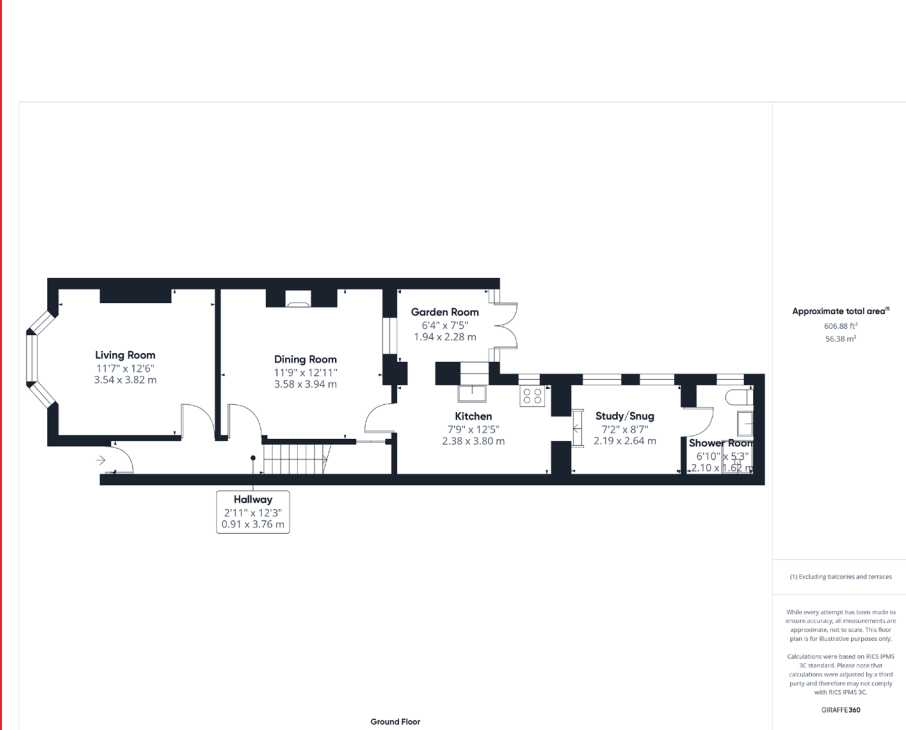 Living Room
11'7" x 12'6"
3.54 x 3.82 m
Dining Room
11'9" x 12'11"
3.58 x 3.94 m
Garden Room
6'4" x 7'5"
1.94 x 2.28 m
Kitchen
7'9" x 12'5"
2.38 x 3.80 m
Study/Snug
7'2" x 8'7"
2.19 x 2.64 m
Shower Room
6'10" x 5'3"
2.10 x 1.62 m
Hallway
2'11" x 12'3"
0.91 x 3.76 m
Ground Floor
Approximate total area(1)
606.88 ft²
56.38 m²
(1) Excluding balconies and terraces
While every attempt has been made to
ensure accuracy, all measurements are
approximate, not to scale. This floor
plan is for illustrative purposes only.
Calculations were based on RICS IPMS
3C standard. Please note that
calculations were adjusted by a third
party and therefore may not comply
with RICS IPMS 3C.
GIRAFFE360